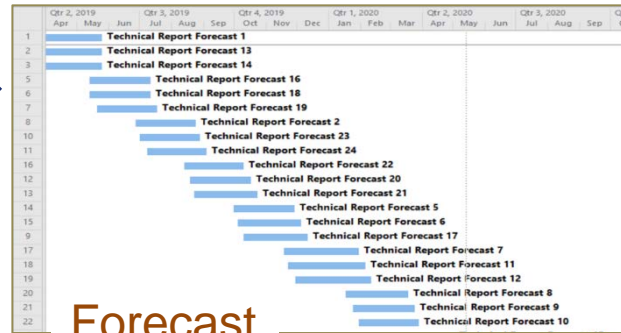 Qtr 2, 2019 Qtr 3, 2019 Qtr 4, 2019 Qtr 1, 2020 Qtr 2, 2020 Qtr 3, 2020
Apr May Jun Jul Aug Sep Oct Nov Dec Jan Feb Mar Apr May Jun Jul Aug Sep
1 Technical Report Forecast 1
2 Technical Report Forecast 13
3 Technical Report Forecast 14
5 Technical Report Forecast 16
6 Technical Report Forecast 18
7 Technical Report Forecast 19
8 Technical Report Forecast 2
10 Technical Report Forecast 23
11 Technical Report Forecast 24
16 Technical Report Forecast 22
12 Technical Report Forecast 20
13 Technical Report Forecast 21
14 Technical Report Forecast 5
15 Technical Report Forecast 6
9 Technical Report Forecast 17
17 Technical Report Forecast 7
18 Technical Report Forecast 11
19 Technical Report Forecast 12
20 Technical Report Forecast 8
21 Technical Report Forecast 9
22 Technical Report Forecast 10
Forecast